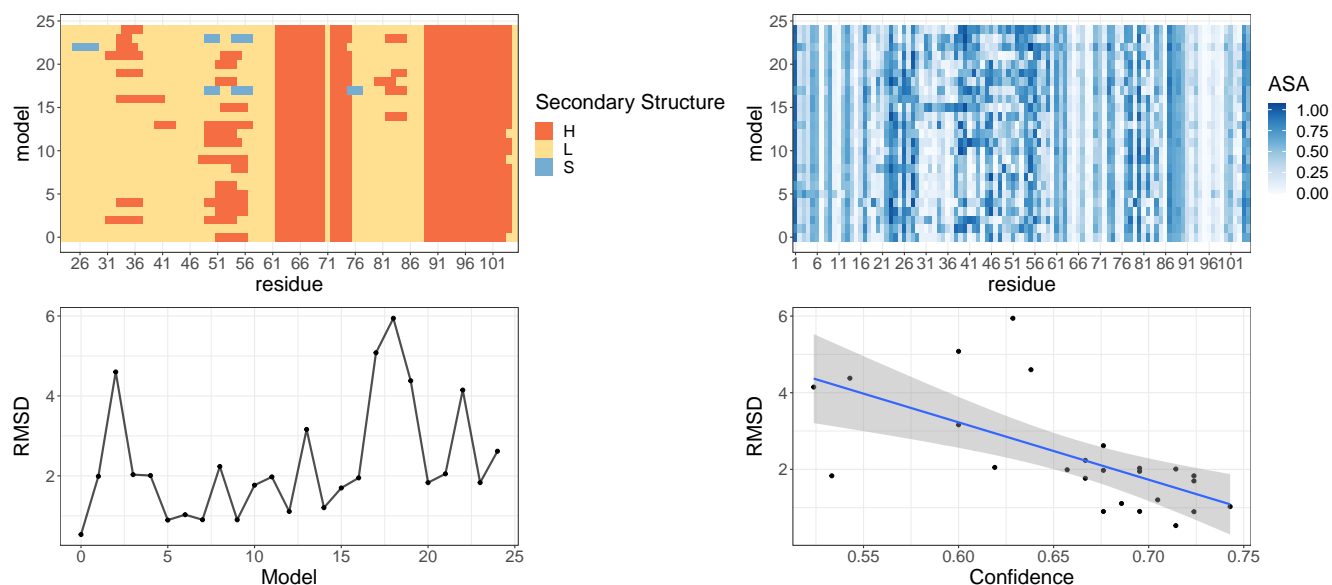 25
20
15
10
5
0
model
26 31 36 41 46 51 56 61 66 71 76 81 86 91 96 101
residue
Secondary Structure
H
L
S
25
20
15
10
5
0
model
1 6 11 16 21 26 31 36 41 46 51 56 61 66 71 76 81 86 91 96 101
residue
ASA
1.00
0.75
0.50
0.25
0.00
6
4
2
RMSD
0 5 10 15 20 25
Model
6
4
2
RMSD
0.55 0.60 0.65 0.70 0.75
Confidence